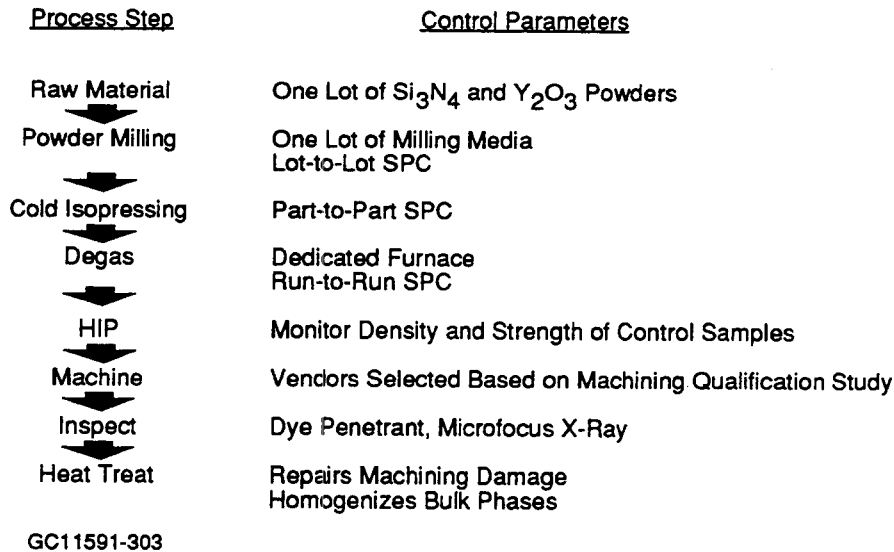 Process Step Control Parameters
Raw Material One Lot of Si3N4 and Y2O3 Powders
Powder Milling One Lot of Milling Media
Lot-to-Lot SPC
Cold Isopressing Part-to-Part SPC
Degas Dedicated Furnace
Run-to-Run SPC
HIP Monitor Density and Strength of Control Samples
Machine Vendors Selected Based on Machining Qualification Study
Inspect Dye Penetrant, Microfocus X-Ray
Heat Treat Repairs Machining Damage
Homogenizes Bulk Phases
GC11591-303